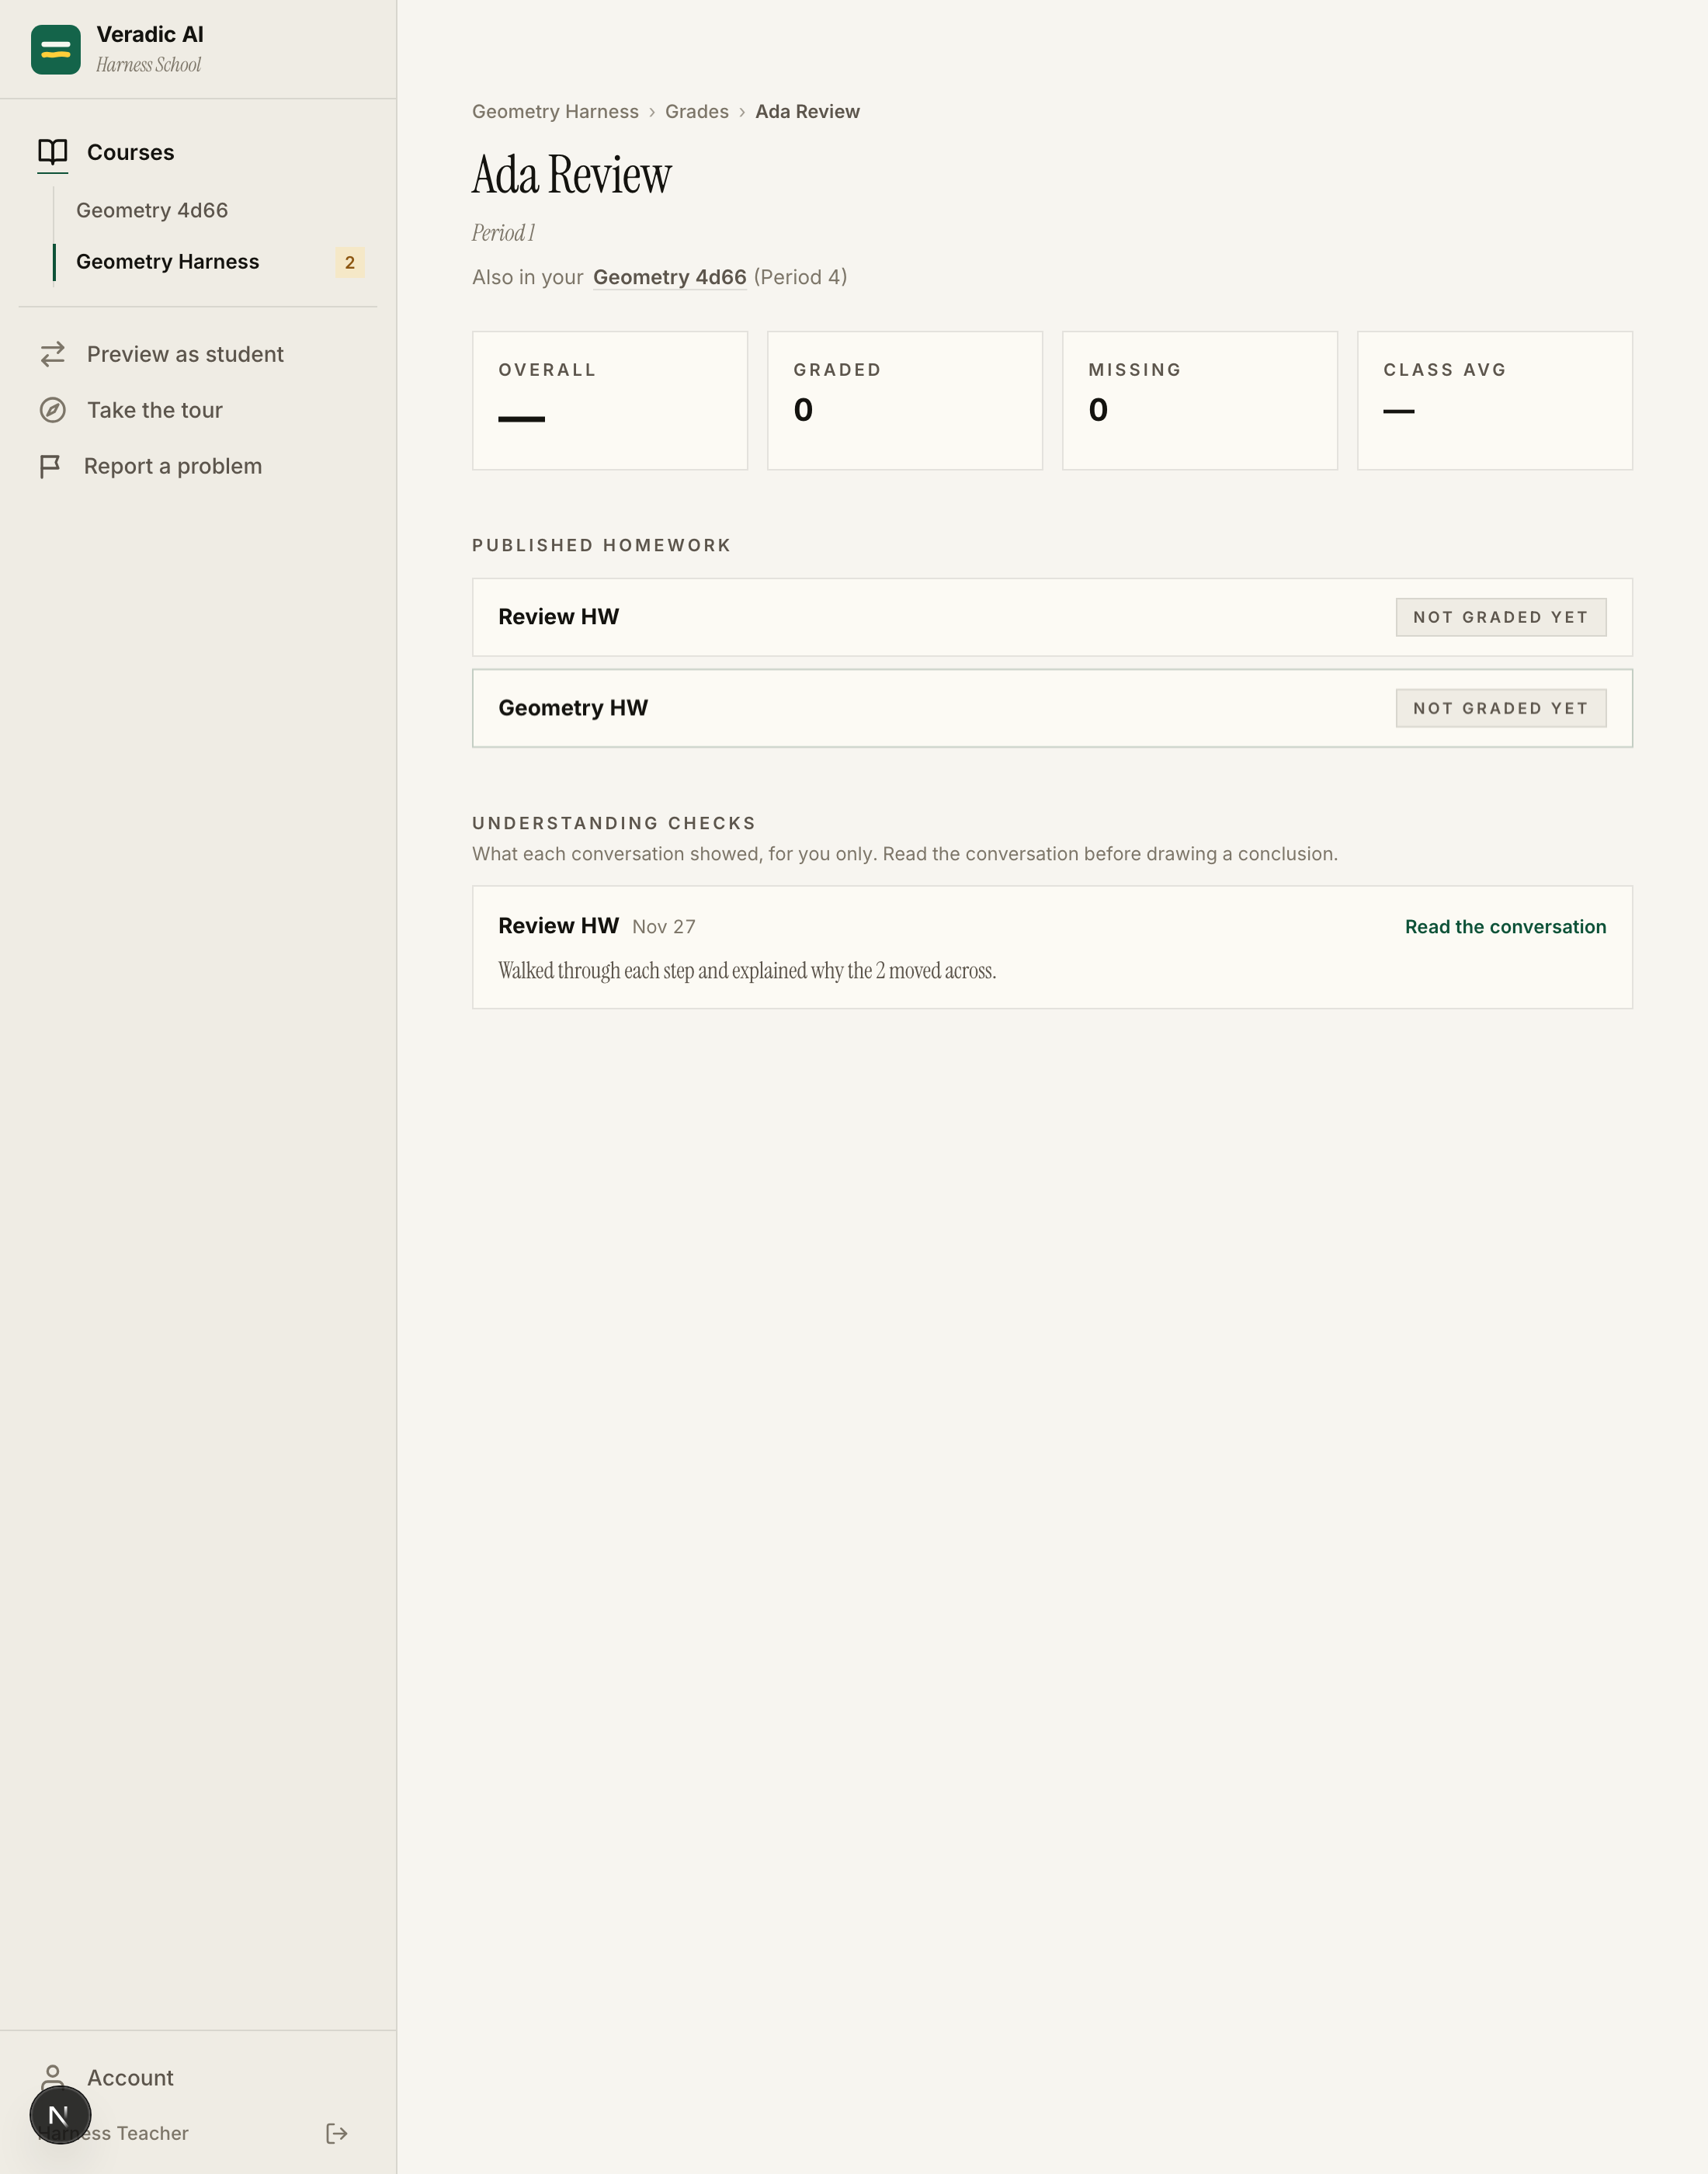 Veradic AI
Harness School
Courses
Geometry 4d66
Geometry Harness 2
Preview as student
Take the tour
Report a problem
Geometry Harness › Grades › Ada Review
Ada Review
Period 1
Also in your Geometry 4d66 (Period 4)
OVERALL
—
GRADED
0
MISSING
0
CLASS AVG
—
PUBLISHED HOMEWORK
Review HW NOT GRADED YET
Geometry HW NOT GRADED YET
UNDERSTANDING CHECKS
What each conversation showed, for you only. Read the conversation before drawing a conclusion.
Review HW Nov 27 Read the conversation
Walked through each step and explained why the 2 moved across.
Account
N
Harness Teacher